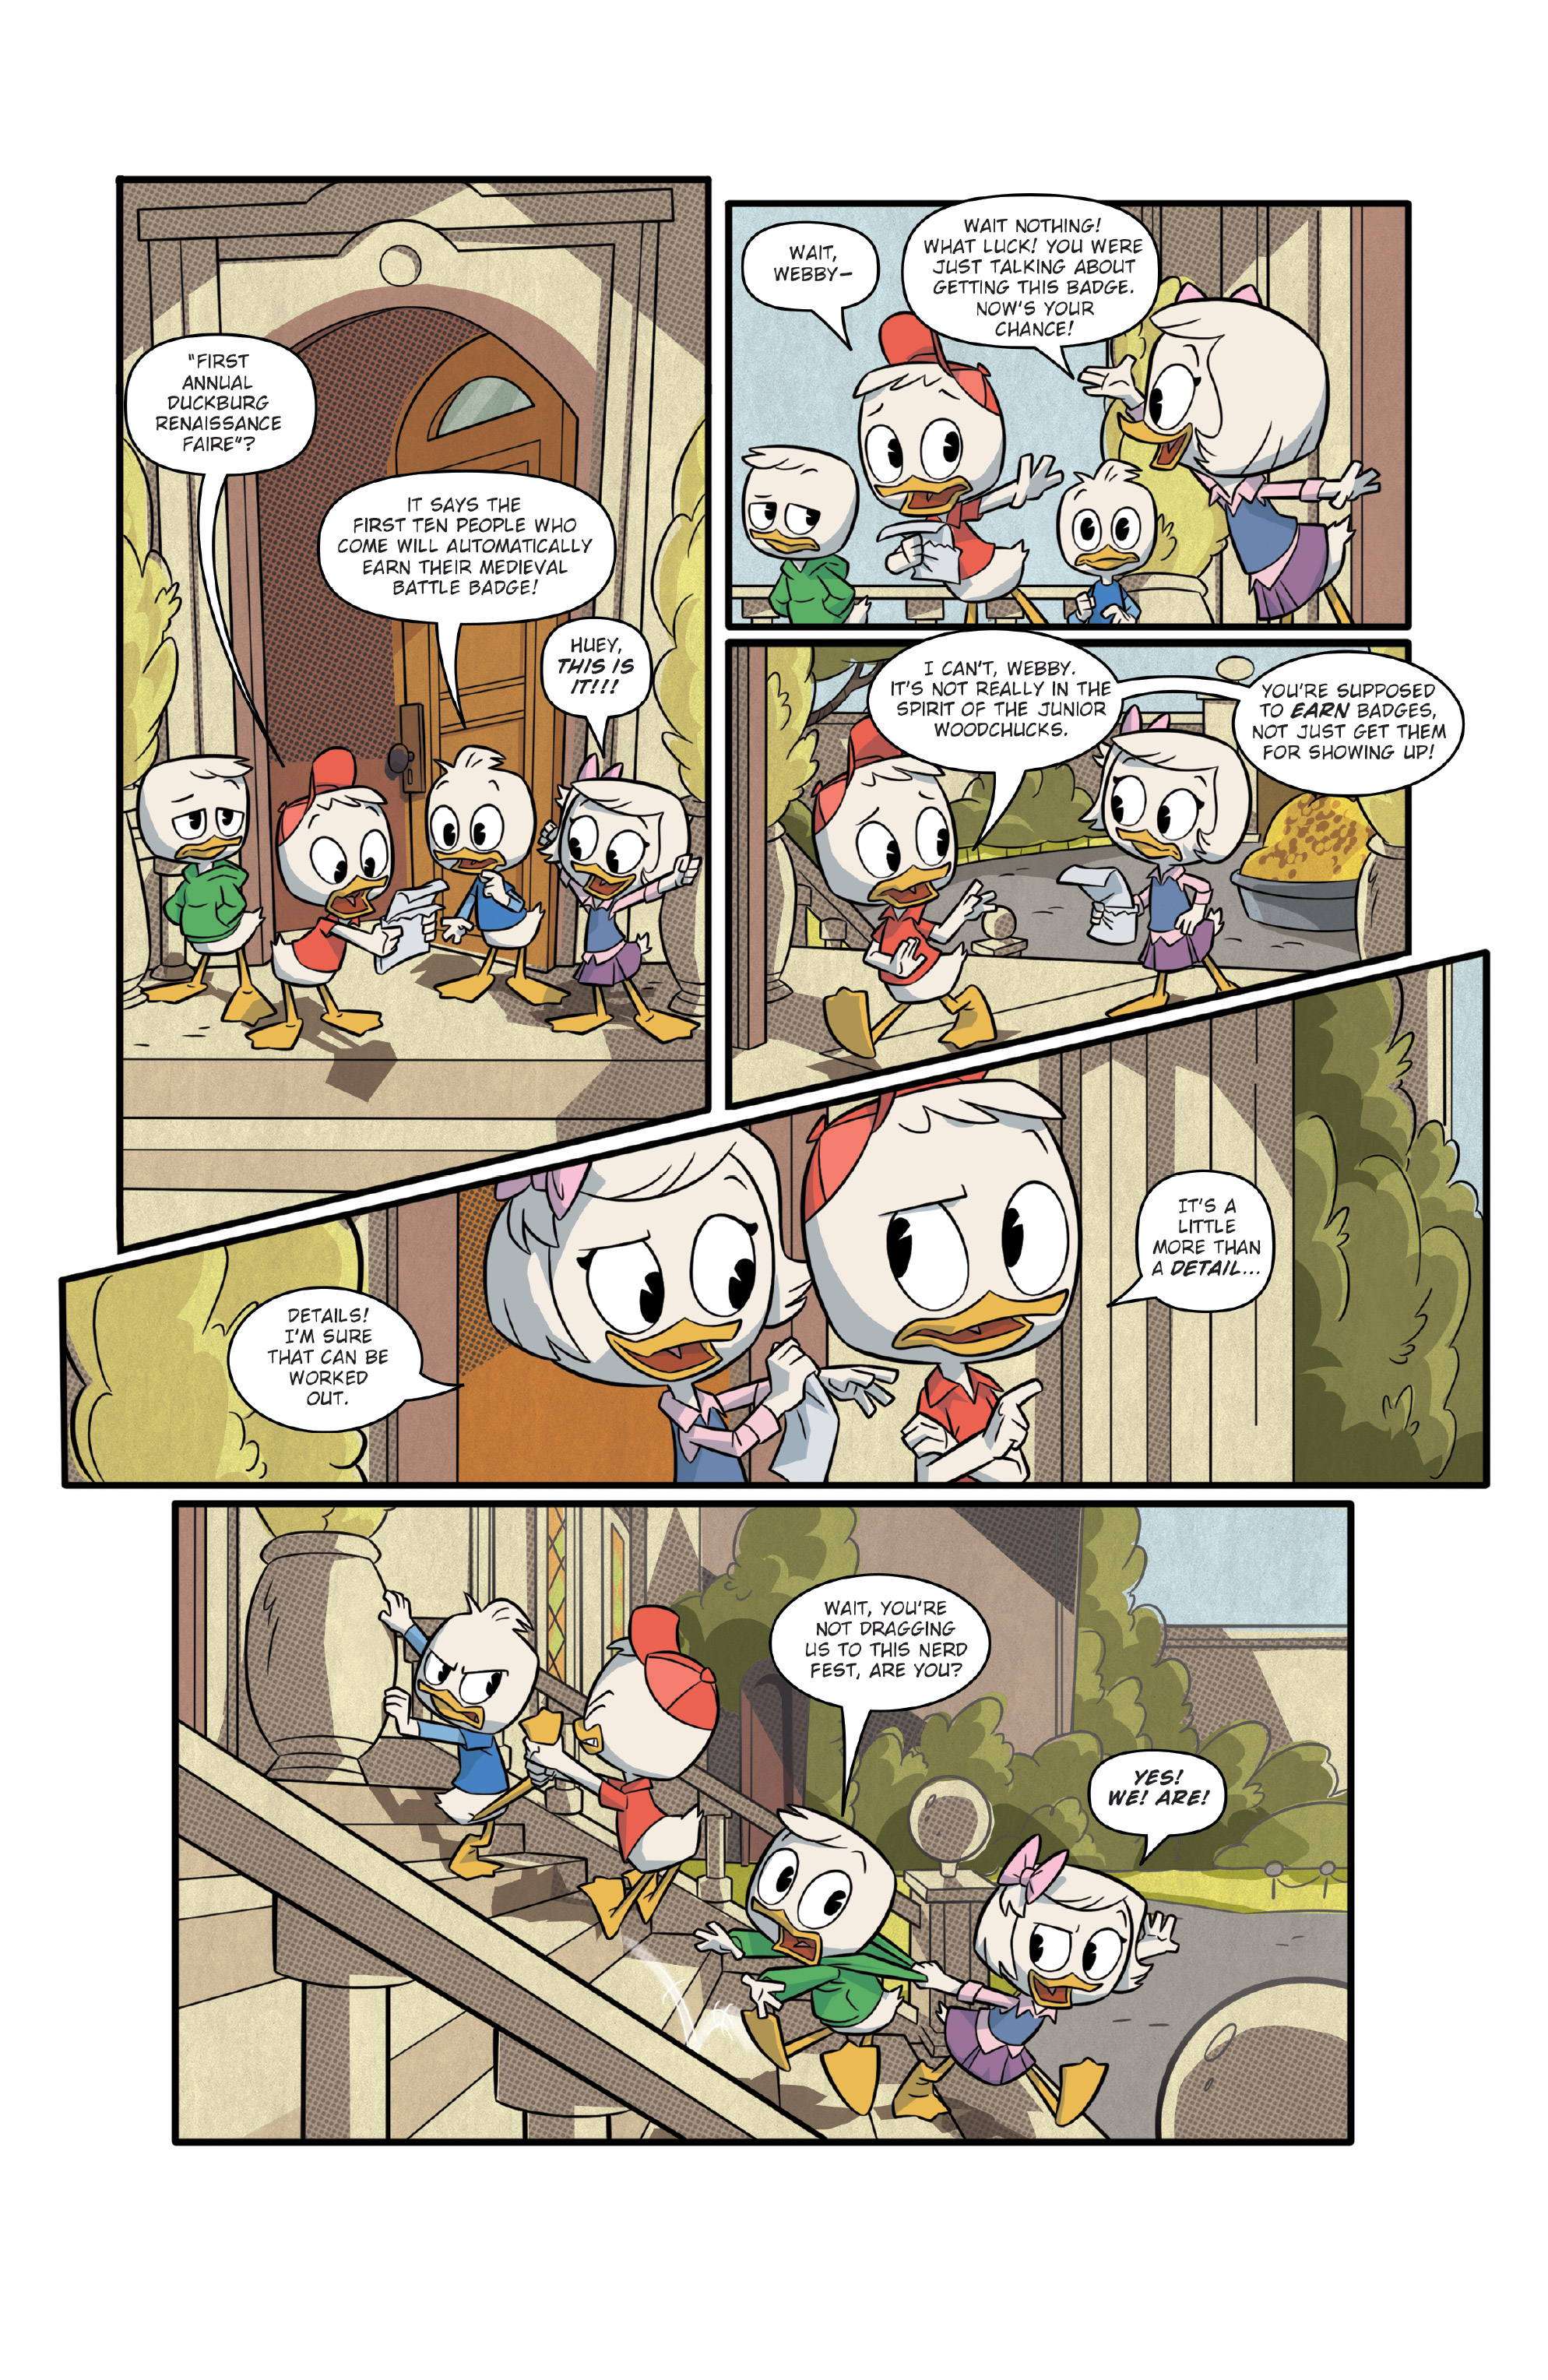 "FIRST
ANNUAL
DUCKBURG
RENAISSANCE
FAIRE"?
IT SAYS THE
FIRST TEN PEOPLE WHO
COME WILL AUTOMATICALLY
EARN THEIR MEDIEVAL
BATTLE BADGE!
HUEY,
THIS IS
IT!!!
WAIT,
WEBBY–
WAIT NOTHING!
WHAT LUCK! YOU WERE
JUST TALKING ABOUT
GETTING THIS BADGE.
NOW'S YOUR
CHANCE!
I CAN'T, WEBBY.
IT'S NOT REALLY IN THE
SPIRIT OF THE JUNIOR
WOODCHUCKS.
YOU'RE SUPPOSED
TO EARN BADGES,
NOT JUST GET THEM
FOR SHOWING UP!
DETAILS!
I'M SURE
THAT CAN BE
WORKED
OUT.
IT'S A
LITTLE
MORE THAN
A DETAIL...
WAIT, YOU'RE
NOT DRAGGING
US TO THIS NERD
FEST, ARE YOU?
YES!
WE! ARE!